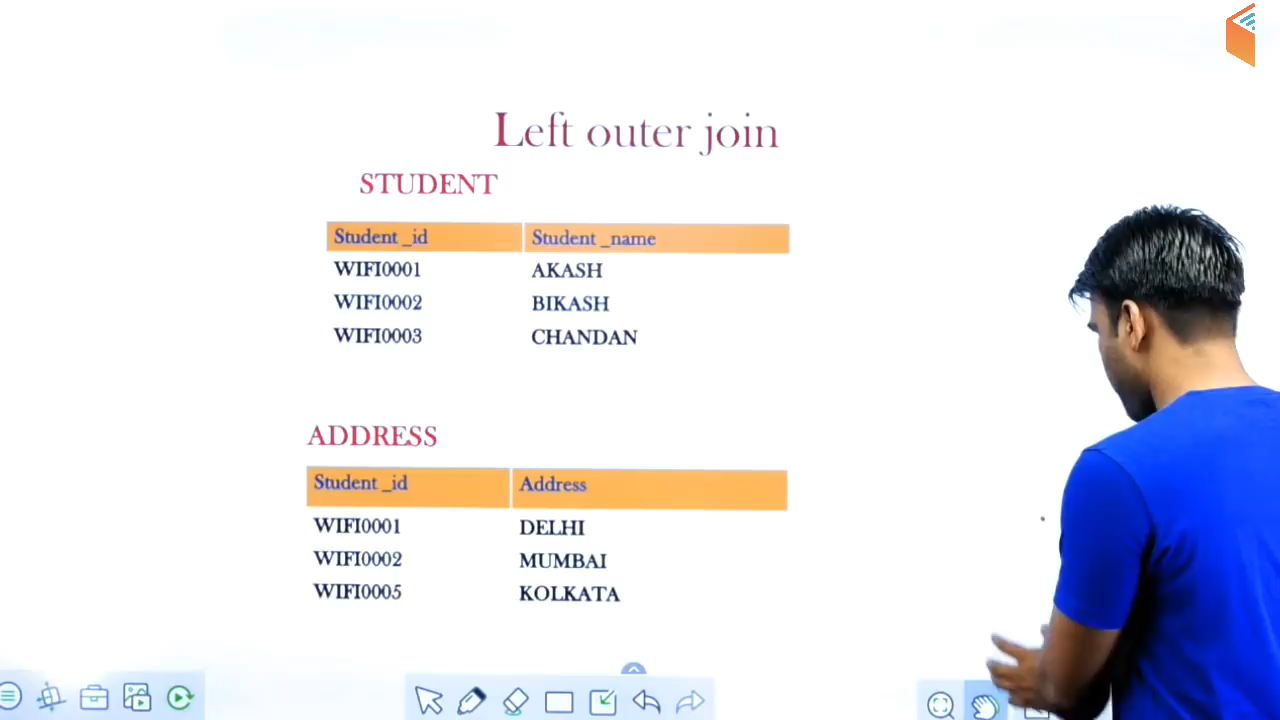 Left outer join
STUDENT
Student _id Student _name
WIFI0001 AKASH
WIFI0002 BIKASH
WIFI0003 CHANDAN
ADDRESS
Student _id Address
WIFI0001 DELHI
WIFI0002 MUMBAI
WIFI0005 KOLKATA